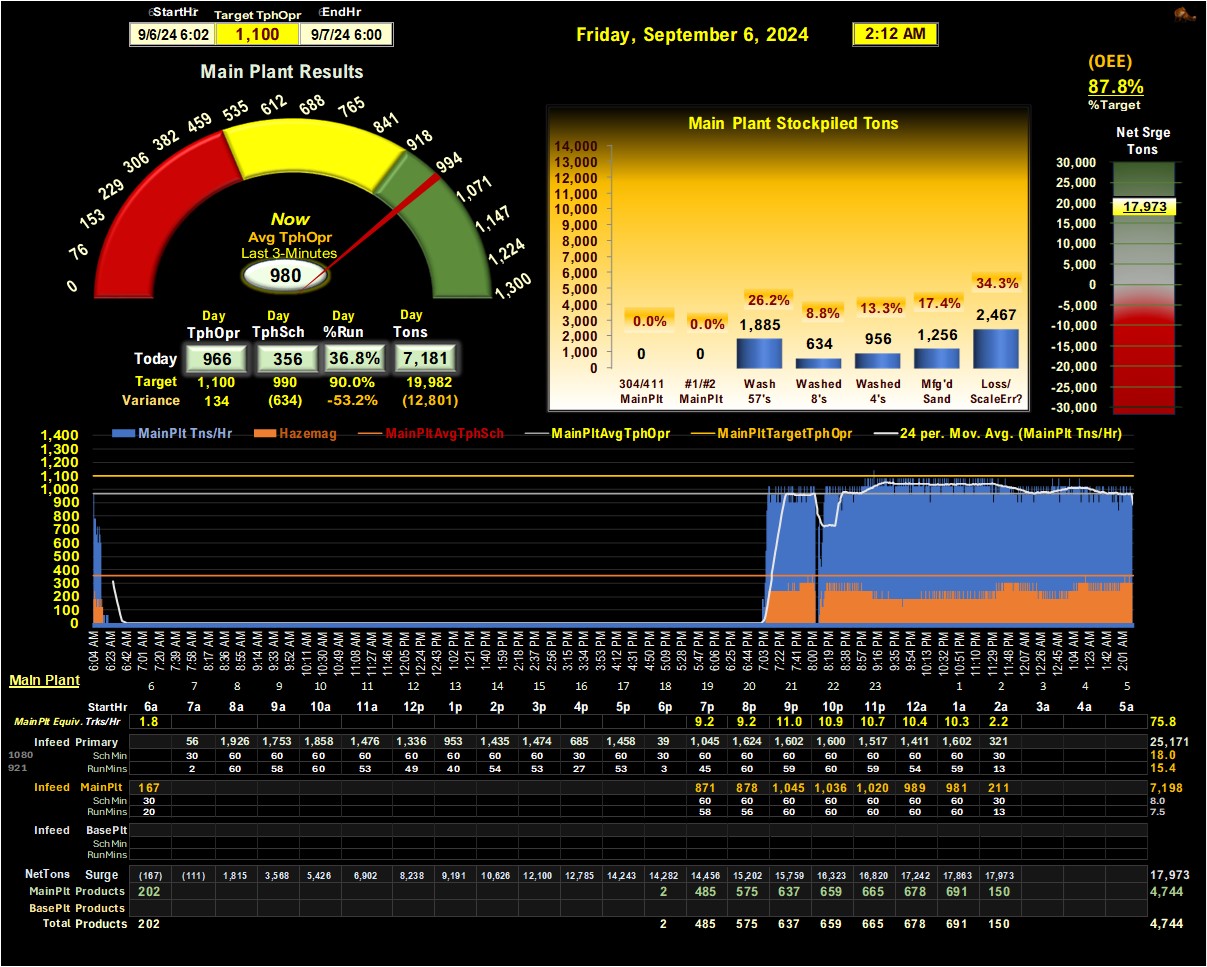 StartHr Target TphOpr EndHr
9/6/24 6:02 1,100 9/7/24 6:00
Friday, September 6, 2024 2:12 AM
(OEE)
87.8%
%Target
Main Plant Results
0 76 153 229 306 382 459 535 612 688 765 841 918 994 1,071 1,147 1,224 1,300
Now
Avg TphOpr
Last 3-Minutes
980
Day Day Day Day
TphOpr TphSch %Run Tons
Today 966 356 36.8% 7,181
Target 1,100 990 90.0% 19,982
Variance 134 (634) -53.2% (12,801)
Main Plant Stockpiled Tons
14,000
13,000
12,000
11,000
10,000
9,000
8,000
7,000
6,000
5,000
4,000
3,000
2,000
1,000
0
0.0% 0.0% 26.2% 8.8% 13.3% 17.4% 34.3%
0 0 1,885 634 956 1,256 2,467
304/411 #1/#2 Wash Washed Washed Mfg'd Loss/
MainPlt MainPlt 57's 8's 4's Sand ScaleErr?
Net Srge
Tons
30,000
25,000
20,000
17,973
15,000
10,000
5,000
0
-5,000
-10,000
-15,000
-20,000
-25,000
-30,000
MainPlt Tns/Hr Hazemag MainPltAvgTphSch MainPltAvgTphOpr MainPltTargetTphOpr 24 per. Mov. Avg. (MainPlt Tns/Hr)
1,400
1,300
1,200
1,100
1,000
900
800
700
600
500
400
300
200
100
0
6:04 AM 6:23 AM 6:42 AM 7:01 AM 7:20 AM 7:39 AM 7:58 AM 8:17 AM 8:36 AM 8:55 AM 9:14 AM 9:33 AM 9:52 AM 10:11 AM 10:30 AM 10:49 AM 11:08 AM 11:27 AM 11:46 AM 12:05 PM 12:24 PM 12:43 PM 1:02 PM 1:21 PM 1:40 PM 1:59 PM 2:18 PM 2:37 PM 2:56 PM 3:15 PM 3:34 PM 3:53 PM 4:12 PM 4:31 PM 4:50 PM 5:09 PM 5:28 PM 5:47 PM 6:06 PM 6:25 PM 6:44 PM 7:03 PM 7:22 PM 7:41 PM 8:00 PM 8:19 PM 8:38 PM 8:57 PM 9:16 PM 9:35 PM 9:54 PM 10:13 PM 10:32 PM 10:51 PM 11:10 PM 11:29 PM 11:48 PM 12:07 AM 12:26 AM 12:45 AM 1:04 AM 1:23 AM 1:42 AM 2:01 AM
Main Plant
6 7 8 9 10 11 12 13 14 15 16 17 18 19 20 21 22 23 1 2 3 4 5
StartHr 6a 7a 8a 9a 10a 11a 12p 1p 2p 3p 4p 5p 6p 7p 8p 9p 10p 11p 12a 1a 2a 3a 4a 5a
MainPlt Equiv. Trks/Hr 1.8 9.2 9.2 11.0 10.9 10.7 10.4 10.3 2.2 75.8
Infeed Primary 56 1,926 1,753 1,858 1,476 1,336 953 1,435 1,474 685 1,458 39 1,045 1,624 1,602 1,600 1,517 1,411 1,602 321 25,171
1080 Sch Min 30 60 60 60 60 60 60 60 60 30 60 30 60 60 60 60 60 60 60 30 18.0
921 RunMins 2 60 58 60 53 49 40 54 53 27 53 3 45 60 59 60 59 54 59 13 15.4
Infeed MainPlt 167 871 878 1,045 1,036 1,020 989 981 211 7,198
Sch Min 30 60 60 60 60 60 60 60 30 8.0
RunMins 20 58 56 60 60 60 60 60 13 7.5
Infeed BasePlt
Sch Min
RunMins
NetTons Surge (167) (111) 1,815 3,568 5,426 6,902 8,238 9,191 10,626 12,100 12,785 14,243 14,282 14,456 15,202 15,759 16,323 16,820 17,242 17,863 17,973 17,973
MainPlt Products 202 2 485 575 637 659 665 678 691 150 4,744
BasePlt Products
Total Products 202 2 485 575 637 659 665 678 691 150 4,744